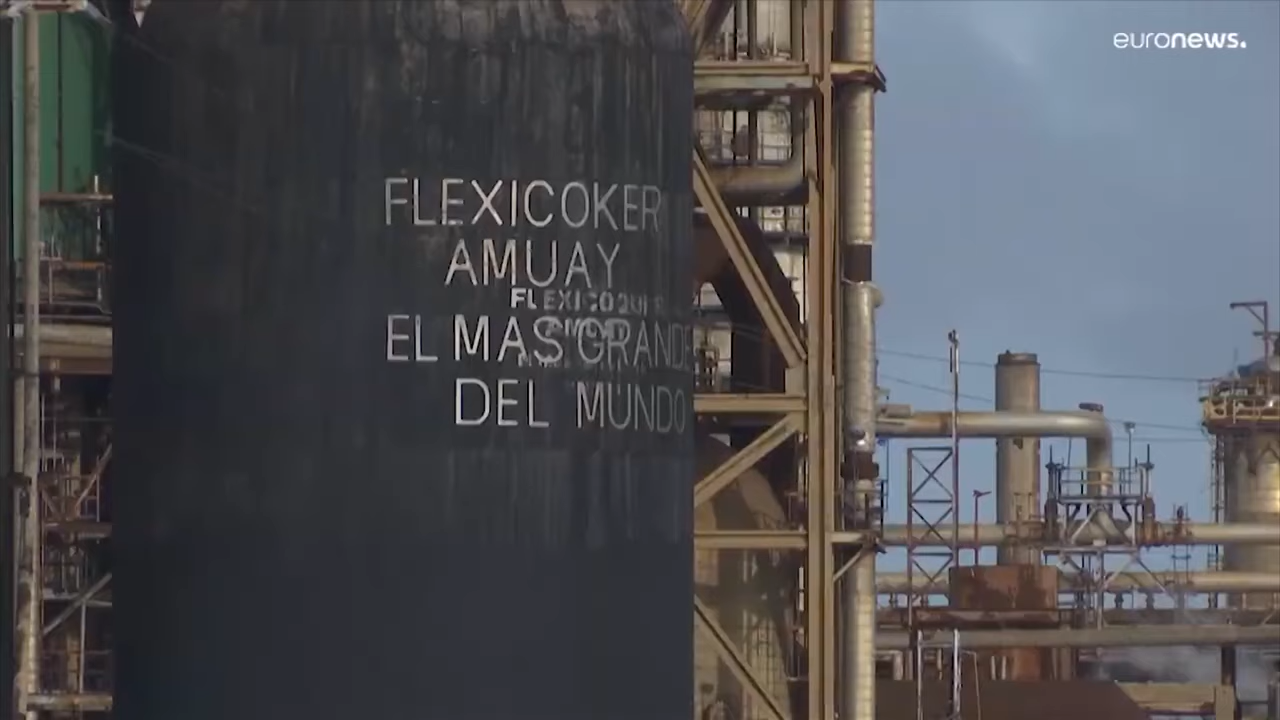 euronews.
FLEXICOKER
AMUAY
EL MAS GRANDE
DEL MUNDO